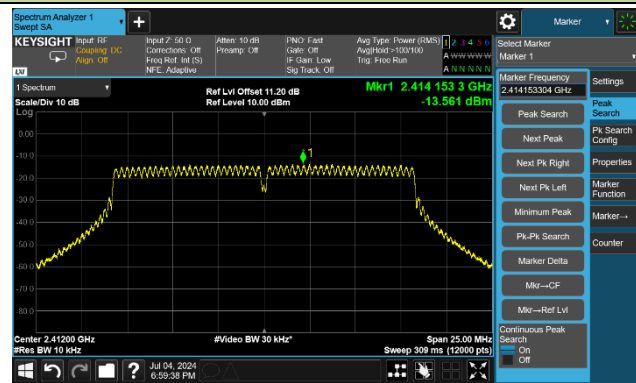 Spectrum Analyzer 1
Swept SA
+
Marker
KEYSIGHT
Input: RF
Coupling: DC
Align: Off
Input Z: 50 Ω
Corrections: Off
Freq Ref: Int (S)
NFE: Adaptive
Atten: 10 dB
Preamp: Off
PNO: Fast
Gate: Off
IF Gain: Low
Sig Track: Off
Avg Type: Power (RMS)
Avg|Hold:>100/100
Trig: Free Run
1 2 3 4 5 6
A W W W W W
A N N N N N
LXI
1 Spectrum
Scale/Div 10 dB
Log
Ref Lvl Offset 11.20 dB
Ref Level 10.00 dBm
Mkr1 2.414 153 3 GHz
-13.561 dBm
1
0.00
-10.0
-20.0
-30.0
-40.0
-50.0
-60.0
-70.0
-80.0
Center 2.41200 GHz
#Res BW 10 kHz
#Video BW 30 kHz*
Span 25.00 MHz
Sweep 309 ms (12000 pts)
Jul 04, 2024
6:59:38 PM
?
Select Marker
Marker 1
Marker Frequency
2.414153304 GHz
Peak Search
Next Peak
Next Pk Right
Next Pk Left
Minimum Peak
Pk-Pk Search
Marker Delta
Mkr→CF
Mkr→Ref Lvl
Continuous Peak
Search
On
Off
Settings
Peak
Search
Pk Search
Config
Properties
Marker
Function
Marker→
Counter